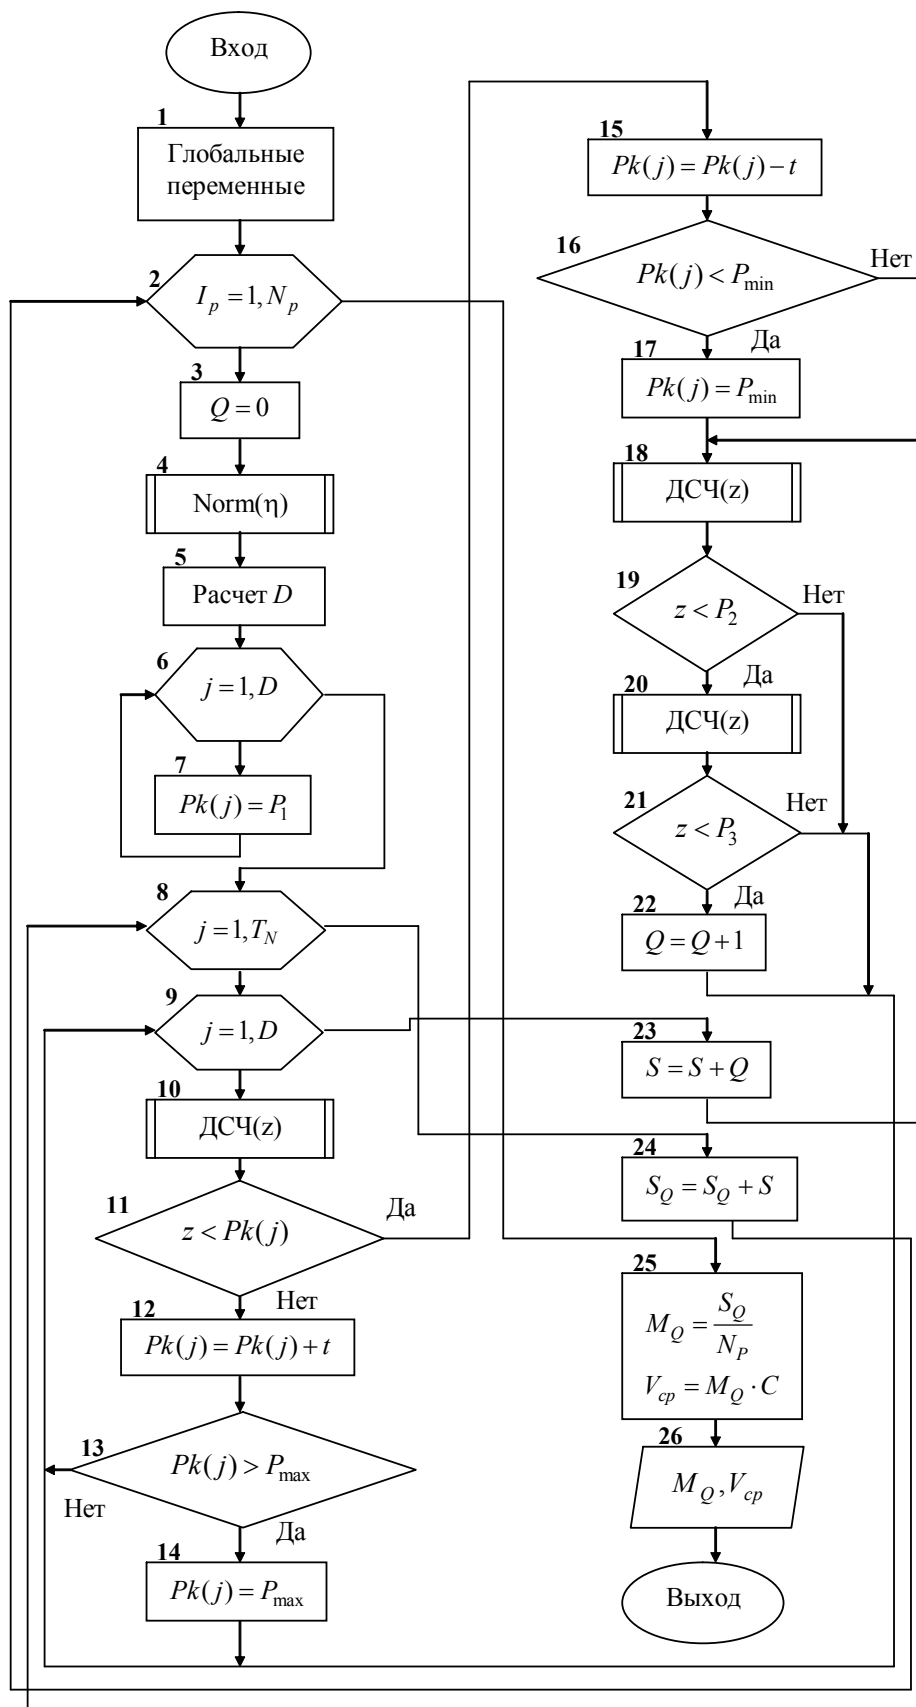 Вход
1
Глобальные
переменные
2
I_p = 1, N_p
3
Q = 0
4
Norm(η)
5
Расчет D
6
j = 1, D
7
Pk(j) = P_1
8
j = 1, T_N
9
j = 1, D
10
ДСЧ(z)
11
z < Pk(j)
Да
Нет
12
Pk(j) = Pk(j) + t
13
Pk(j) > P_max
Нет
Да
14
Pk(j) = P_max
15
Pk(j) = Pk(j) − t
16
Pk(j) < P_min
Нет
Да
17
Pk(j) = P_min
18
ДСЧ(z)
19
z < P_2
Нет
Да
20
ДСЧ(z)
21
z < P_3
Нет
Да
22
Q = Q + 1
23
S = S + Q
24
S_Q = S_Q + S
25
M_Q = S_Q / N_P
V_cp = M_Q · C
26
M_Q, V_cp
Выход